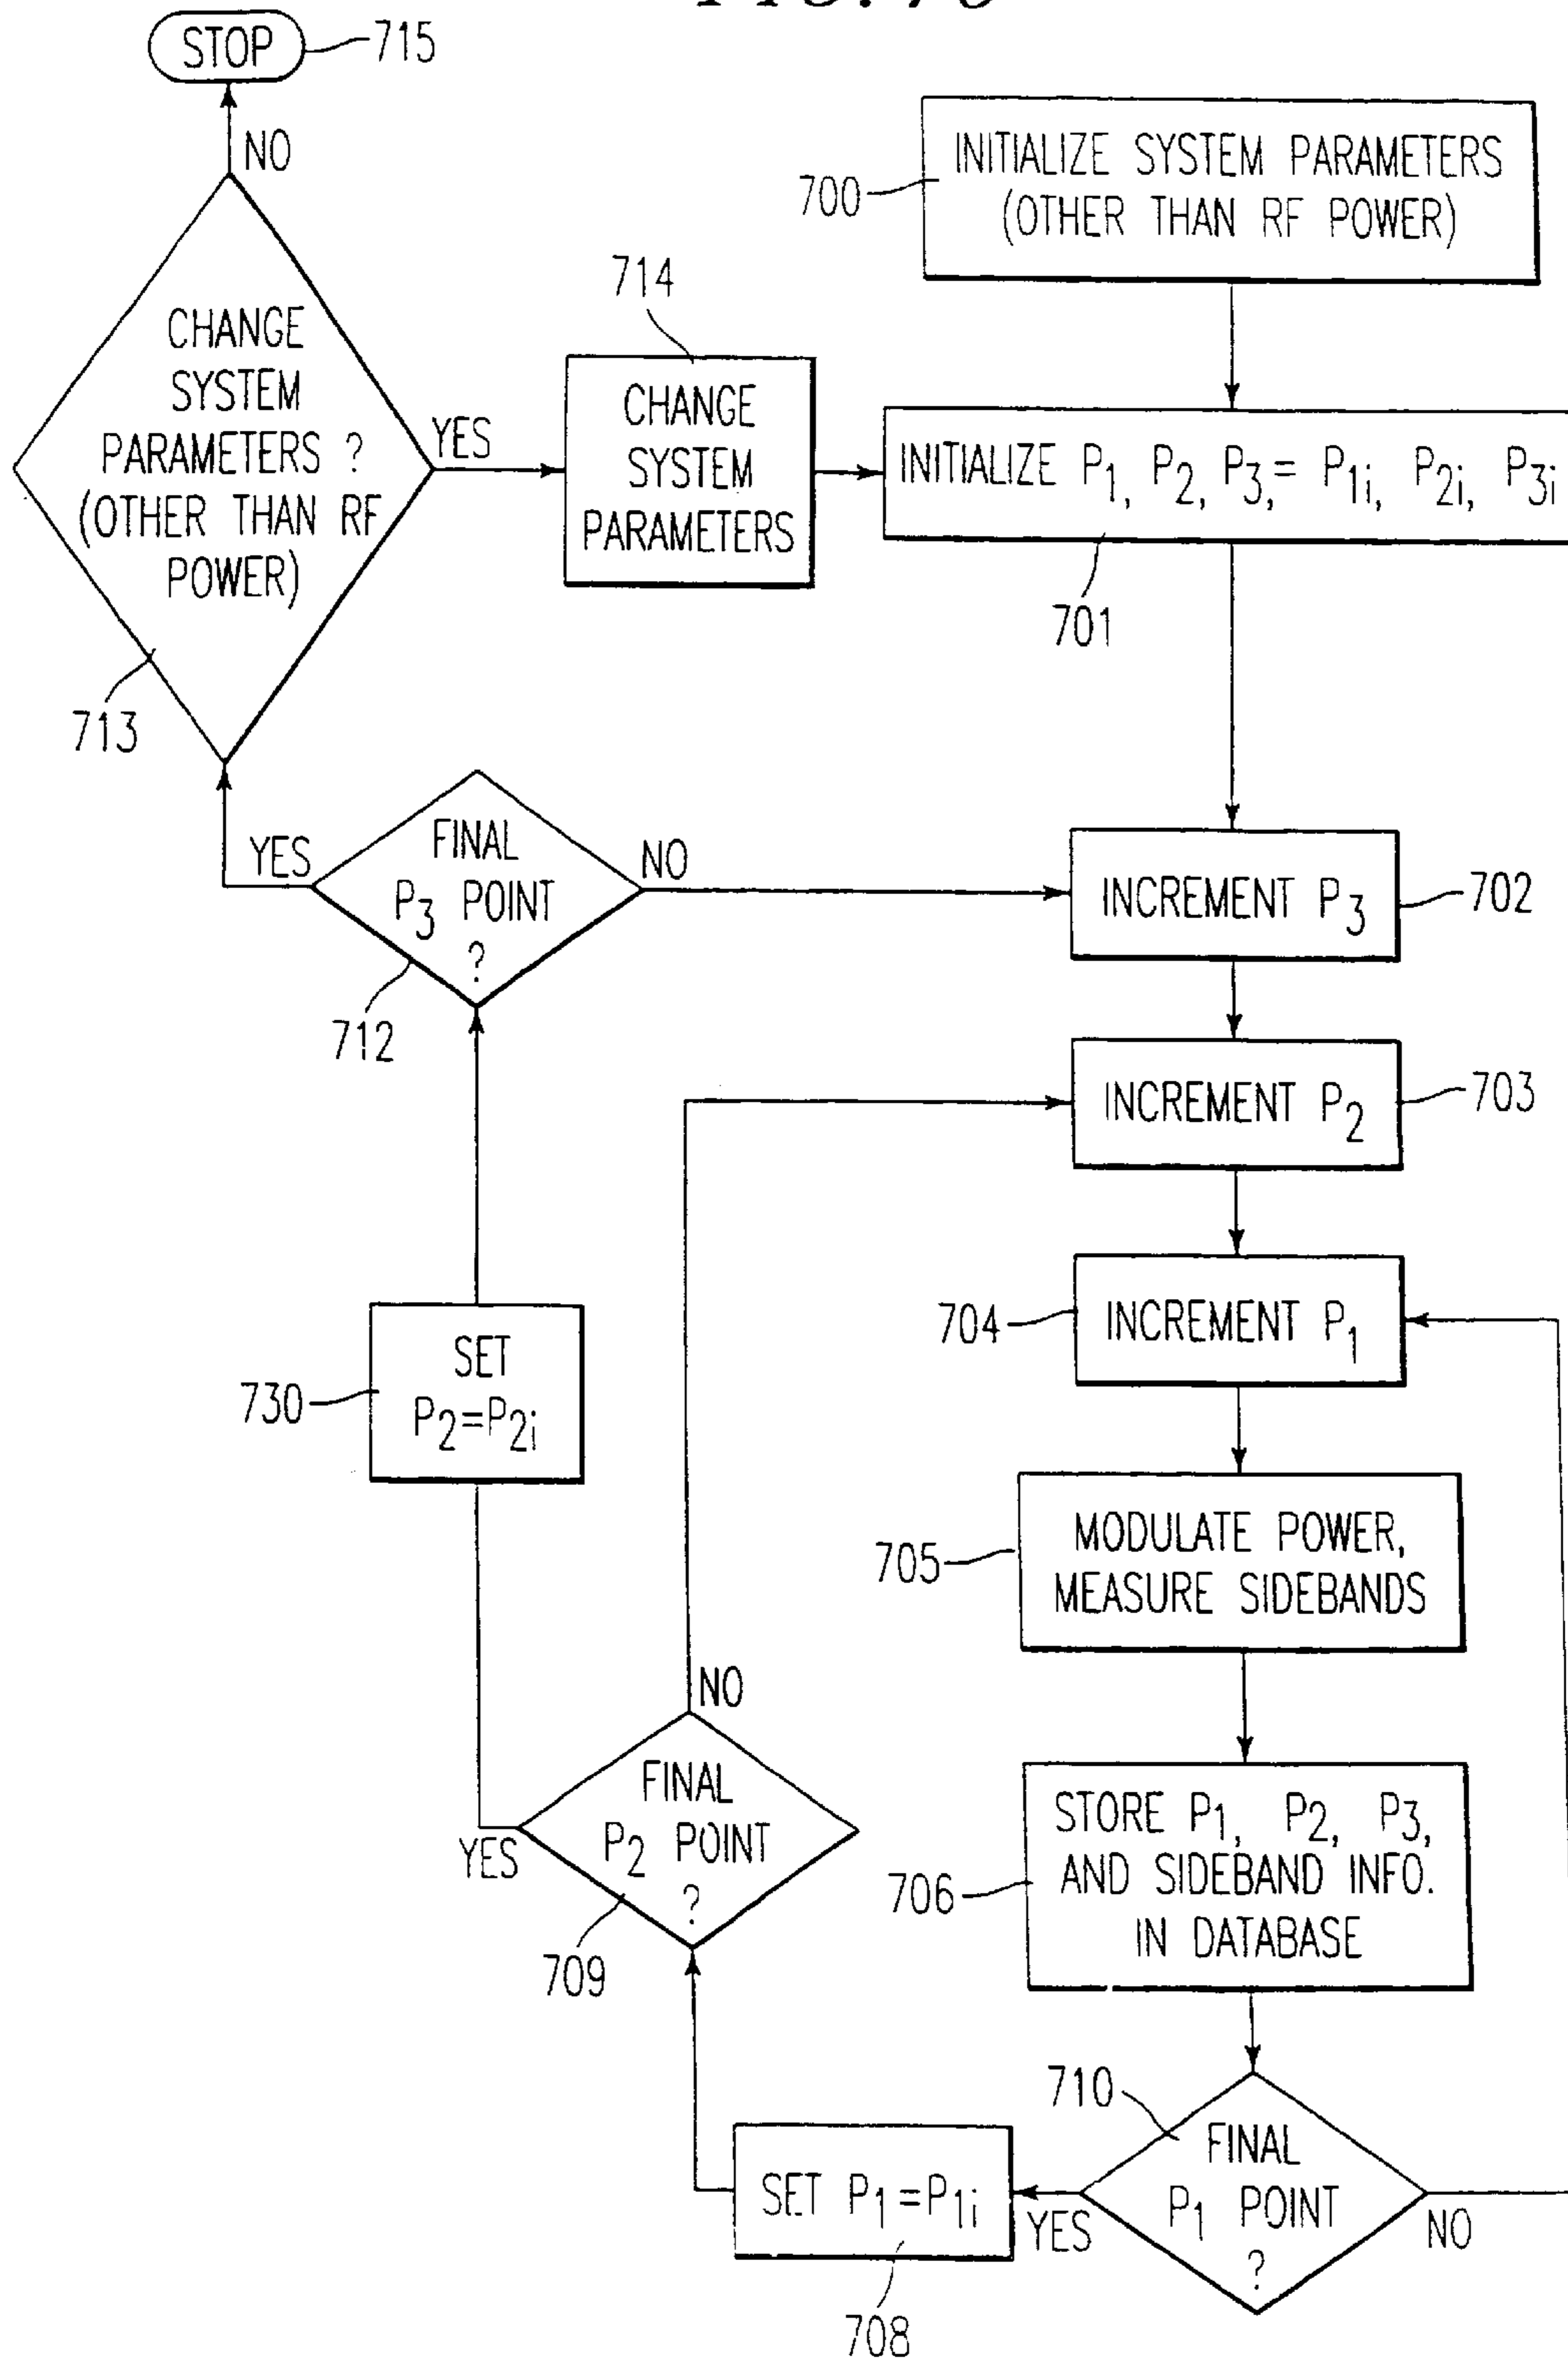 STOP
715
NO
INITIALIZE SYSTEM PARAMETERS
(OTHER THAN RF POWER)
700
714
CHANGE
SYSTEM
PARAMETERS ?
(OTHER THAN RF
POWER)
YES
CHANGE
SYSTEM
PARAMETERS
INITIALIZE P1, P2, P3,= P1i, P2i, P3i
701
713
YES
FINAL
P3 POINT
?
NO
712
INCREMENT P3
702
INCREMENT P2
703
704
INCREMENT P1
730
SET
P2=P2i
705
MODULATE POWER,
MEASURE SIDEBANDS
NO
FINAL
P2 POINT
?
YES
709
706
STORE P1, P2, P3,
AND SIDEBAND INFO.
IN DATABASE
710
FINAL
P1 POINT
?
YES
NO
SET P1=P1i
708